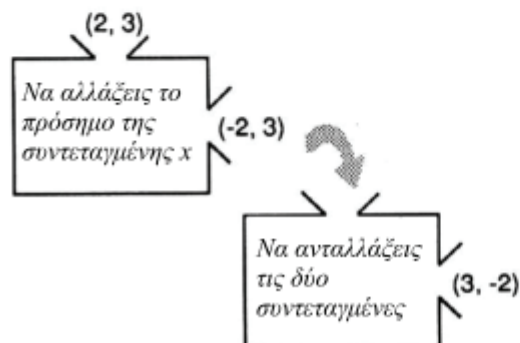 (2, 3)
Να αλλάξεις το
πρόσημο της
συντεταγμένης x
(-2, 3)
Να ανταλλάξεις
τις δύο
συντεταγμένες
(3, -2)